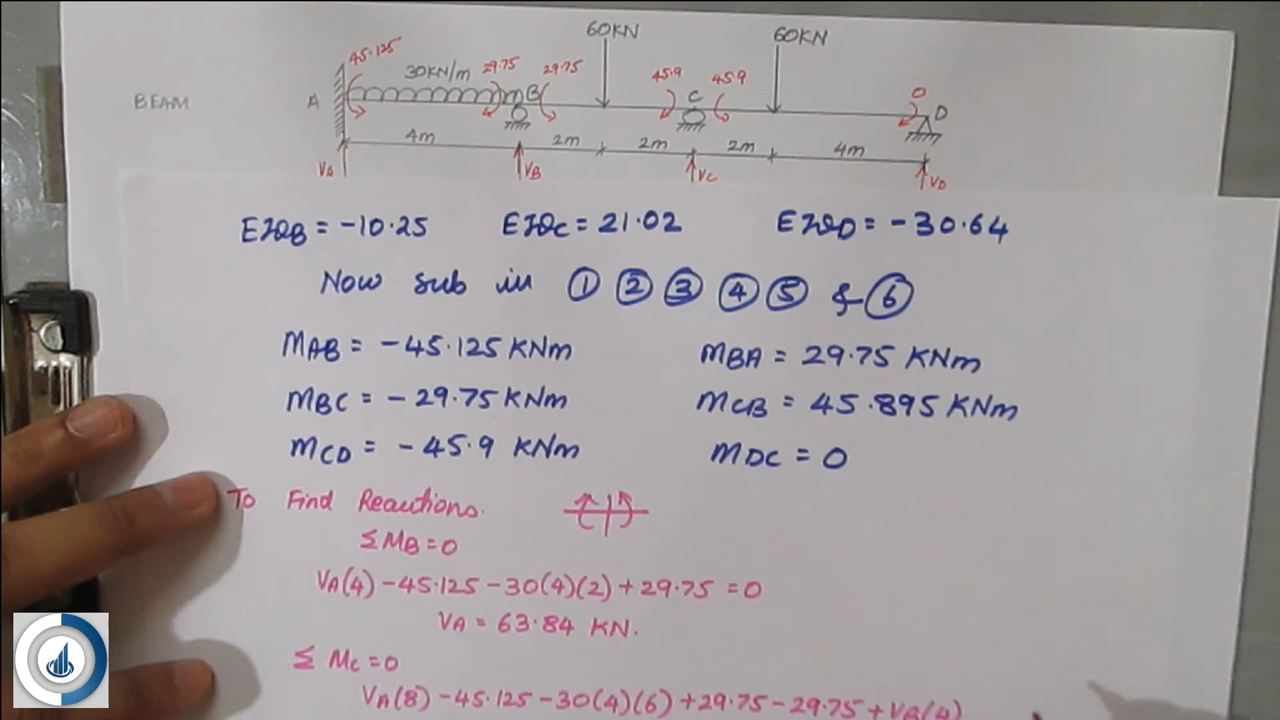 60KN 60KN
45.125 30KN/m 29.75 29.75 45.9 45.9 0
BEAM A B C D
4m 2m 2m 2m 4m
VA VB VC VD
EIθB = -10.25 EIθC = 21.02 EIθD = -30.64
Now sub in ① ② ③ ④ ⑤ & ⑥
MAB = -45.125 KNm MBA = 29.75 KNm
MBC = -29.75 KNm MCB = 45.895 KNm
MCD = -45.9 KNm MDC = 0
To Find Reactions.
ΣMB = 0
VA(4) -45.125 -30(4)(2) +29.75 = 0
VA = 63.84 KN.
Σ MC = 0
VA(8) -45.125 -30(4)(6) +29.75 -29.75 + VB(4)